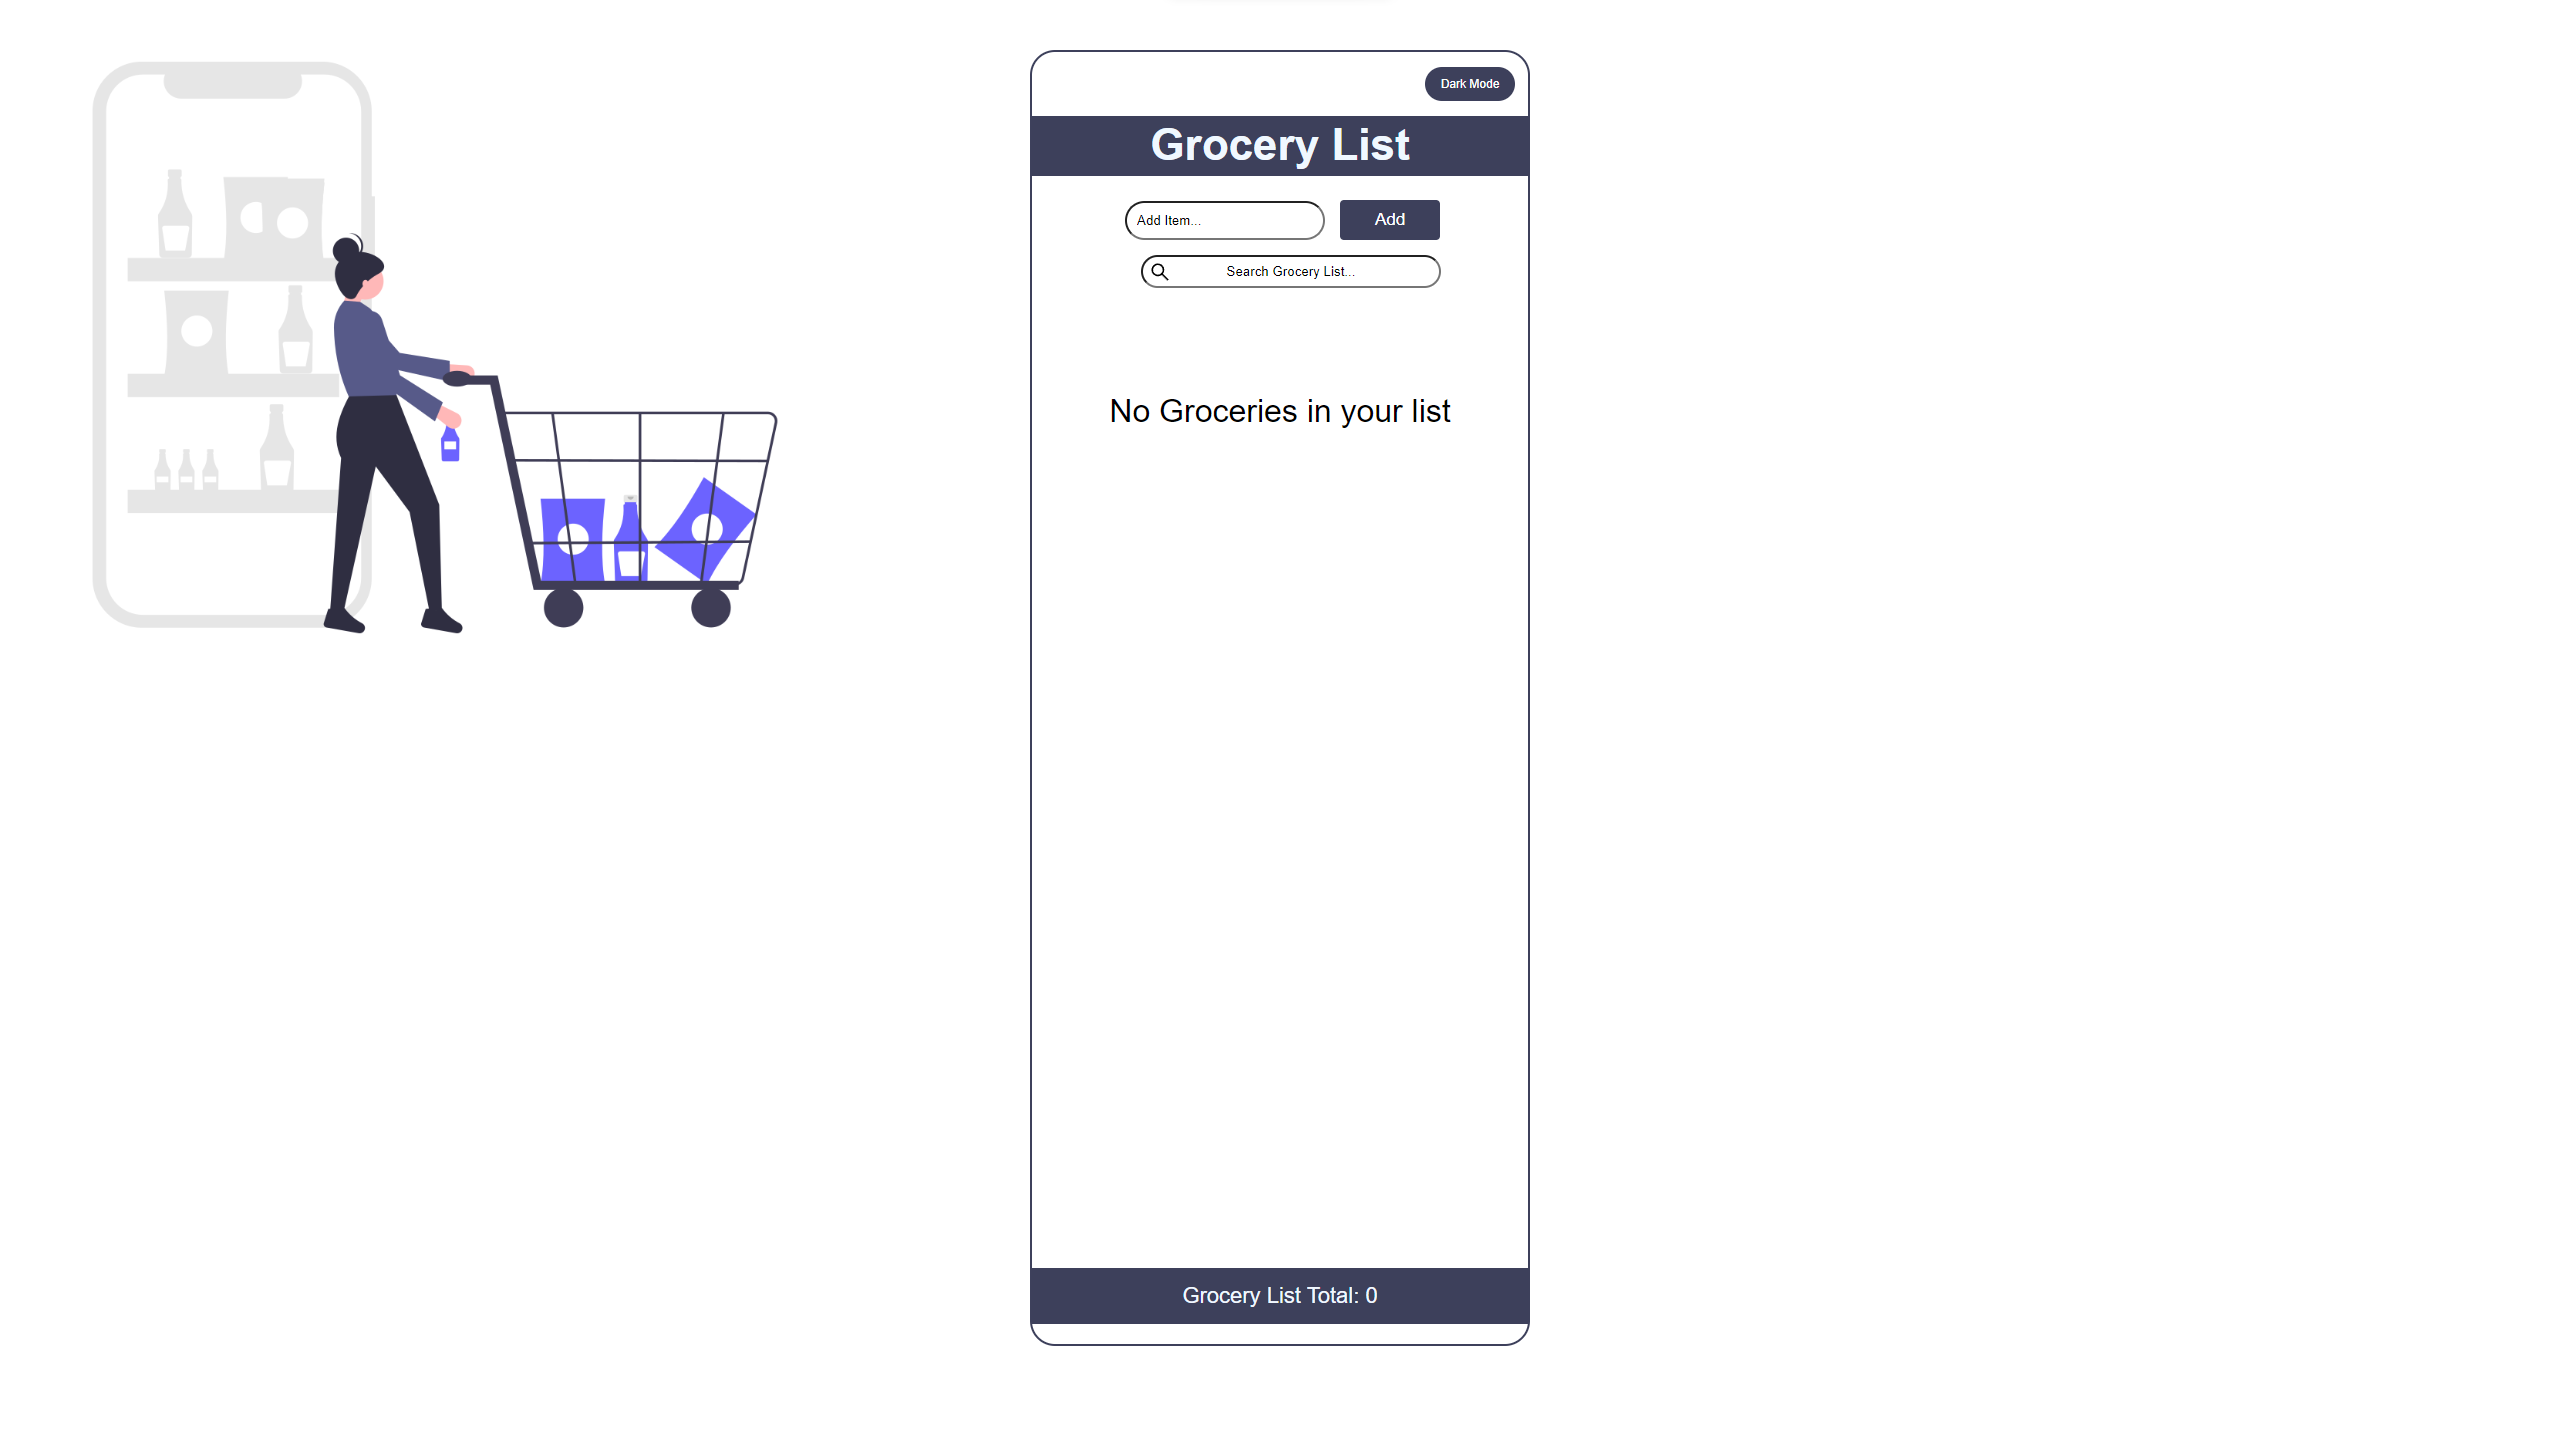 Dark Mode
Grocery List
Add Item...
Add
Search Grocery List...
No Groceries in your list
Grocery List Total: 0